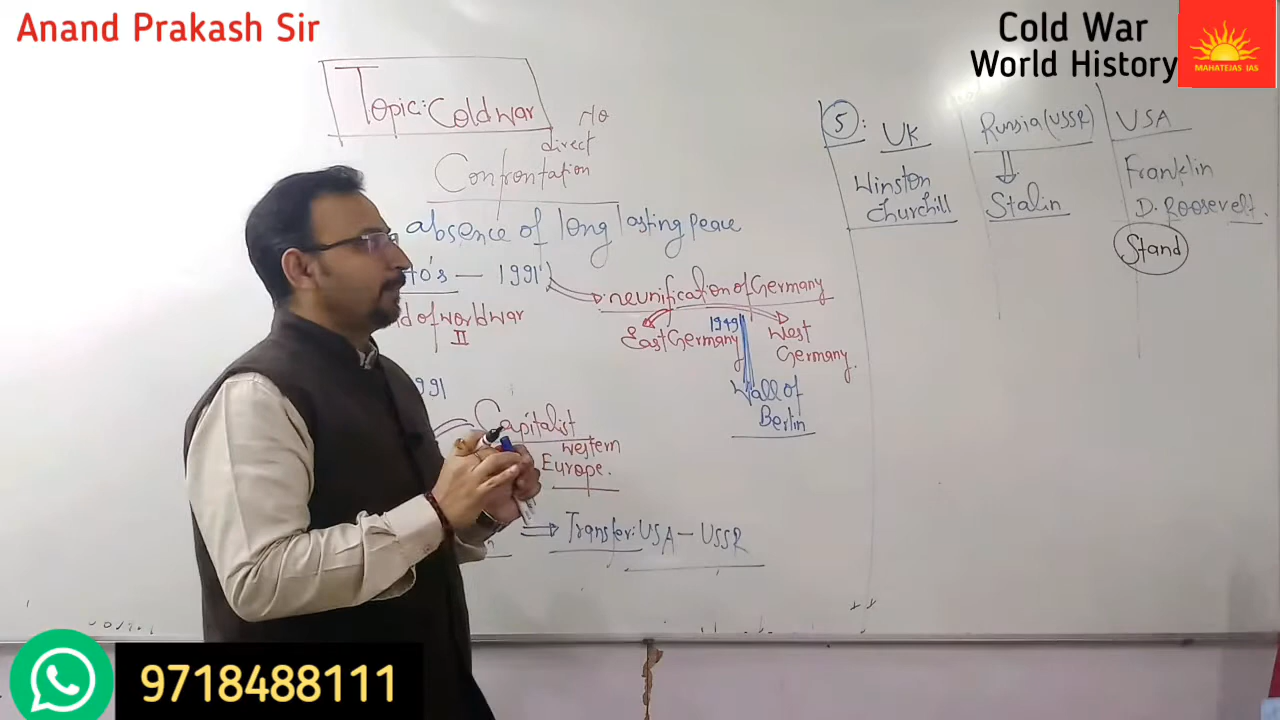 Anand Prakash Sir
Cold War
World History
MAHATEJAS IAS
Topic: Cold war
No
direct
Confrontation
absence of long lasting peace
— 1991
reunification of Germany
East Germany
1949
West
Germany.
Wall of
Berlin
of world war
II
Capitalist
western
Europe.
Transfer: USA — USSR
5 :
UK
Winston
Churchill
Russia (USSR)
Stalin
USA
Franklin
D. Roosevelt.
Stand
9718488111